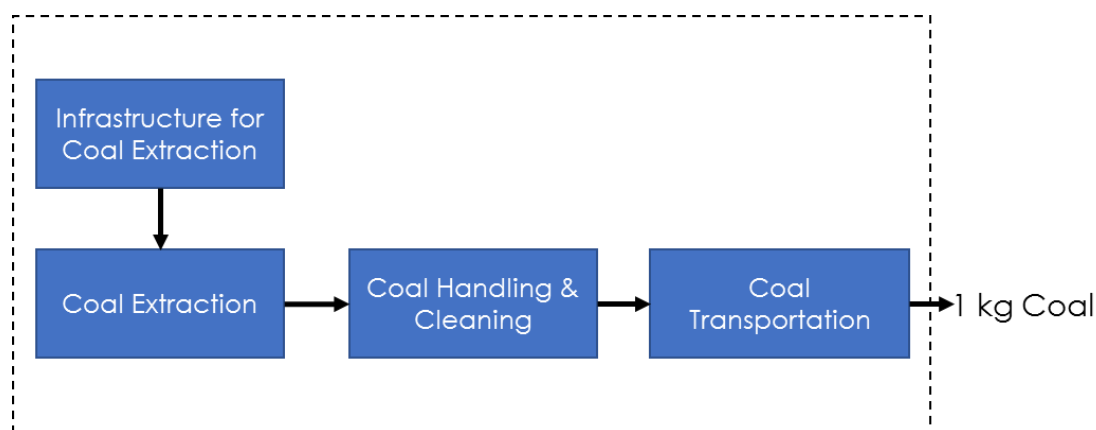 Infrastructure for
Coal Extraction
Coal Extraction
Coal Handling &
Cleaning
Coal
Transportation
1 kg Coal